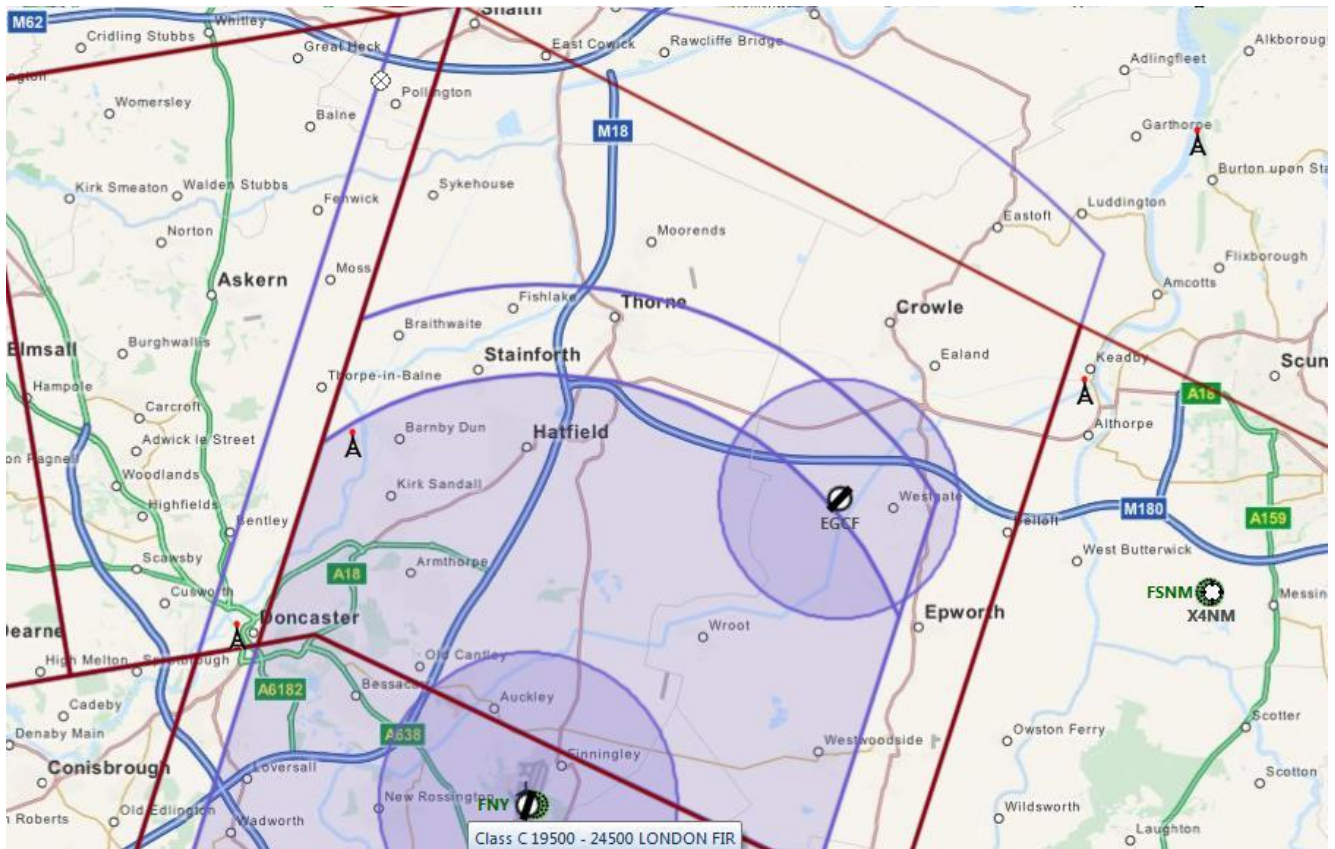 Snaith
M62
Whitley
Cridling Stubbs
Great Heck
East Cowick
Rawcliffe Bridge
Alkborough
Adlingfleet
Pollington
Womersley
Balne
M18
Garthorpe
Kirk Smeaton
Walden Stubbs
Sykehouse
Burton upon Sta
Fenwick
Luddington
Norton
Eastoft
Moorends
Flixborough
Askern
Moss
Amcotts
Fishlake
Thorne
Crowle
Braithwaite
Elmsall
Burghwallis
Stainforth
Ealand
Keadby
Scun
Hampole
Thorpe-in-Balne
A18
Carcroft
Adwick le Street
Barnby Dun
Hatfield
Althorpe
Woodlands
Kirk Sandall
Westgate
M180
Highfields
EGCF
A159
Bentley
Belloft
Scawsby
A18
Armthorpe
West Butterwick
Cusworth
FSNM
Messin
X4NM
Doncaster
Epworth
Dearne
Wroot
High Melton
Sprotbrough
Old Cantley
A6182
Bessacar
Cadeby
Auckley
Scotter
Denaby Main
A638
Westwoodside
Owston Ferry
Finningley
Conisbrough
Loversall
Scotton
New Rossington
FNY
Roberts
Old Edlington
Wadworth
Wildsworth
Class C 19500 - 24500 LONDON FIR
Laughton